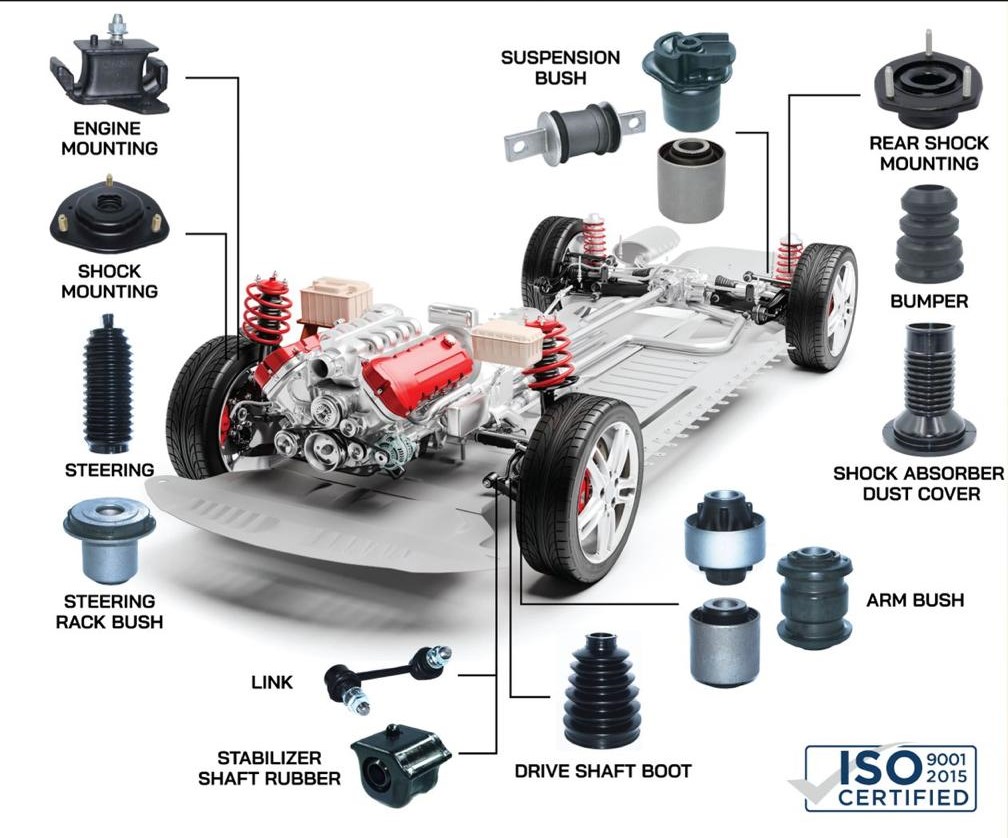 ENGINE
MOUNTING
SHOCK
MOUNTING
STEERING
STEERING
RACK BUSH
LINK
STABILIZER
SHAFT RUBBER
DRIVE SHAFT BOOT
SUSPENSION
BUSH
REAR SHOCK
MOUNTING
BUMPER
SHOCK ABSORBER
DUST COVER
ARM BUSH
ISO 9001
2015
CERTIFIED